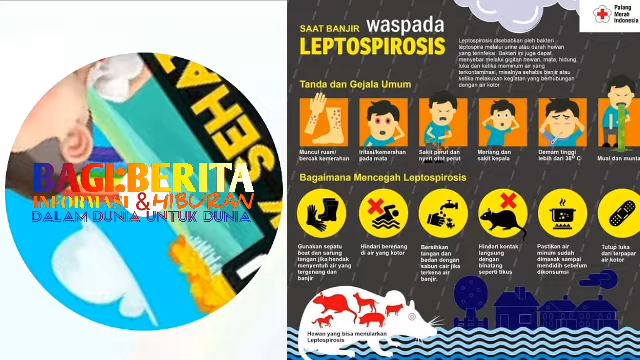 SEHA
BAGI:BERITA
INFORMASI & HIBURAN
DALAM DUNIA UNTUK DUNIA
Palang
Merah
Indonesia
SAAT BANJIR waspada
LEPTOSPIROSIS
Leptospirosis disebabkan oleh bakteri
leptospira melalui urine atau darah hewan
yang terinfeksi. Bakteri ini juga dapat
menyebar melalui gigitan hewan, mata, hidung
luka dan ketika meminum air yang
terkontaminasi, misalnya sehabis banjir atau
ketika melakukan kegiatan yang berhubungan
dengan air kotor
Tanda dan Gejala Umum
Muncul ruam/
bercak kemerahan
Iritasi/kemerahan
pada mata
Sakit perut dan
nyeri otot perut
Meriang dan
sakit kepala
Demam tinggi
lebih dari 38° C
Mual dan munta
Bagaimana Mencegah Leptospirosis
Gunakan sepatu
boat dan sarung
tangan jika hendak
menyentuh air yang
tergenang dan
banjir
Hindari berenang
di air yang kotor
Bersihkan
tangan dan
badan dengan
sabun cair jika
terkena air
banjir.
Hindari kontak
langsung
dengan
binatang
seperti tikus
Pastikan air
minum sudah
dimasak sampai
mendidih sebelum
dikonsumsi
Tutup luka
dari terpapar
air kotor
Hewan yang bisa menularkan
Leptospirosis